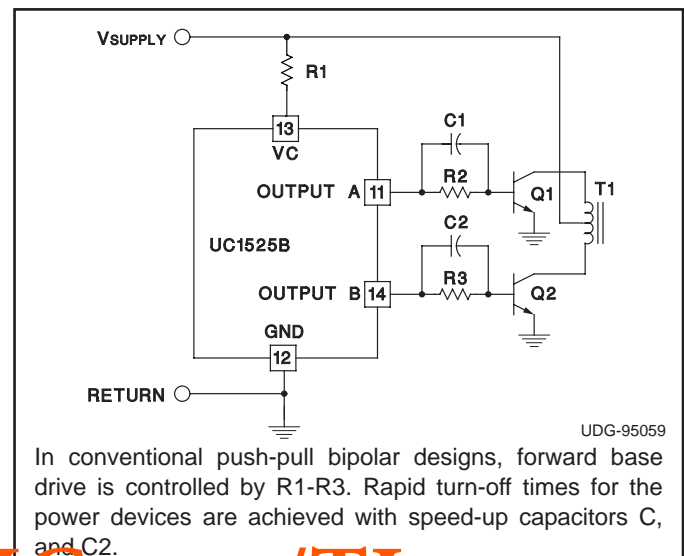 VSUPPLY
R1
13
VC
C1
OUTPUT A 11
R2
Q1
T1
UC1525B
C2
OUTPUT B 14
R3
Q2
GND
12
RETURN
UDG-95059
In conventional push-pull bipolar designs, forward base
drive is controlled by R1-R3. Rapid turn-off times for the
power devices are achieved with speed-up capacitors C,
and C2.